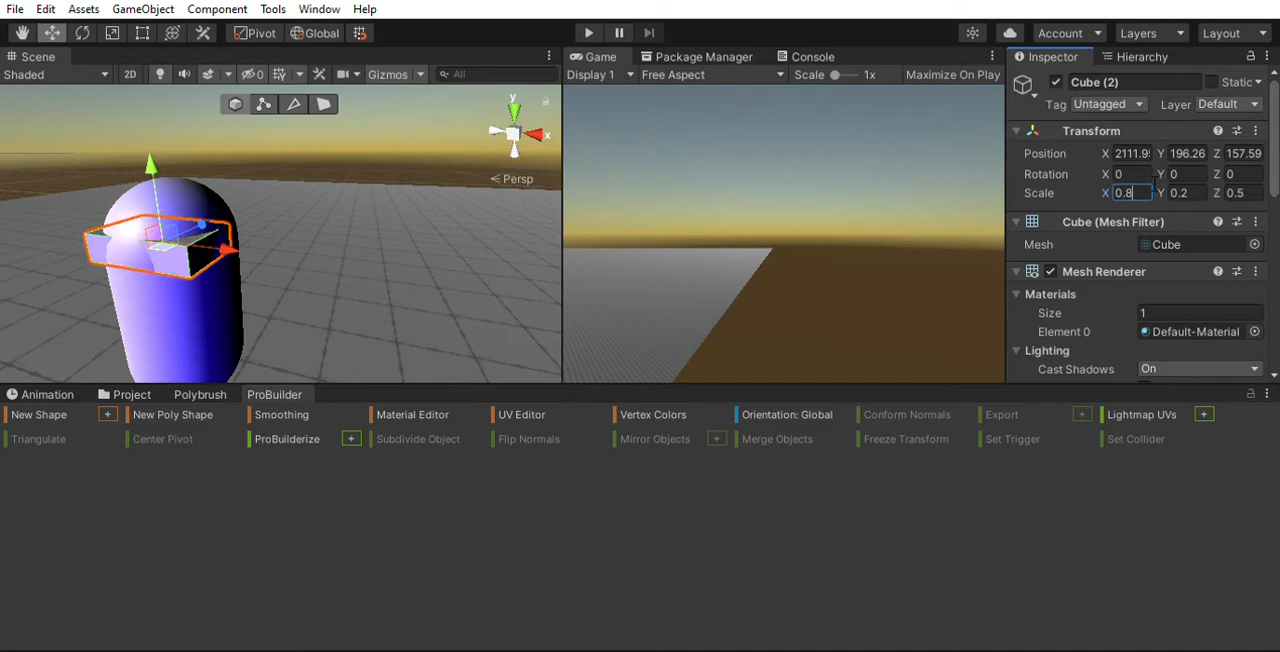 File Edit Assets GameObject Component Tools Window Help
Pivot Global Account Layers Layout
Scene Game Package Manager Console Inspector Hierarchy
Shaded 2D 0 Gizmos All Display 1 Free Aspect Scale 1x Maximize On Play Cube (2) Static
Tag Untagged Layer Default
y
x
Persp
Transform
Position X 2111.9 Y 196.26 Z 157.59
Rotation X 0 Y 0 Z 0
Scale X 0.8 Y 0.2 Z 0.5
Cube (Mesh Filter)
Mesh Cube
Mesh Renderer
Materials
Size 1
Element 0 Default-Material
Lighting
Cast Shadows On
Animation Project Polybrush ProBuilder
New Shape + New Poly Shape Smoothing Material Editor UV Editor Vertex Colors Orientation: Global Conform Normals Export + Lightmap UVs +
Triangulate Center Pivot ProBuilderize + Subdivide Object Flip Normals Mirror Objects + Merge Objects Freeze Transform Set Trigger Set Collider